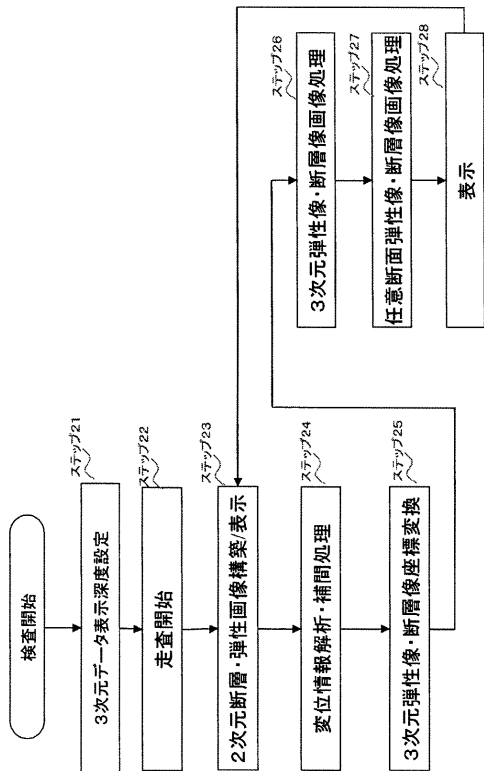 検査開始
ステップ21
3次元データ表示深度設定
ステップ22
走査開始
ステップ23
2次元断層・弾性画像構築/表示
ステップ24
変位情報解析・補間処理
ステップ25
3次元弾性像・断層像座標変換
ステップ26
3次元弾性像・断層像画像処理
ステップ27
任意断面弾性像・断層像画像処理
ステップ28
表示